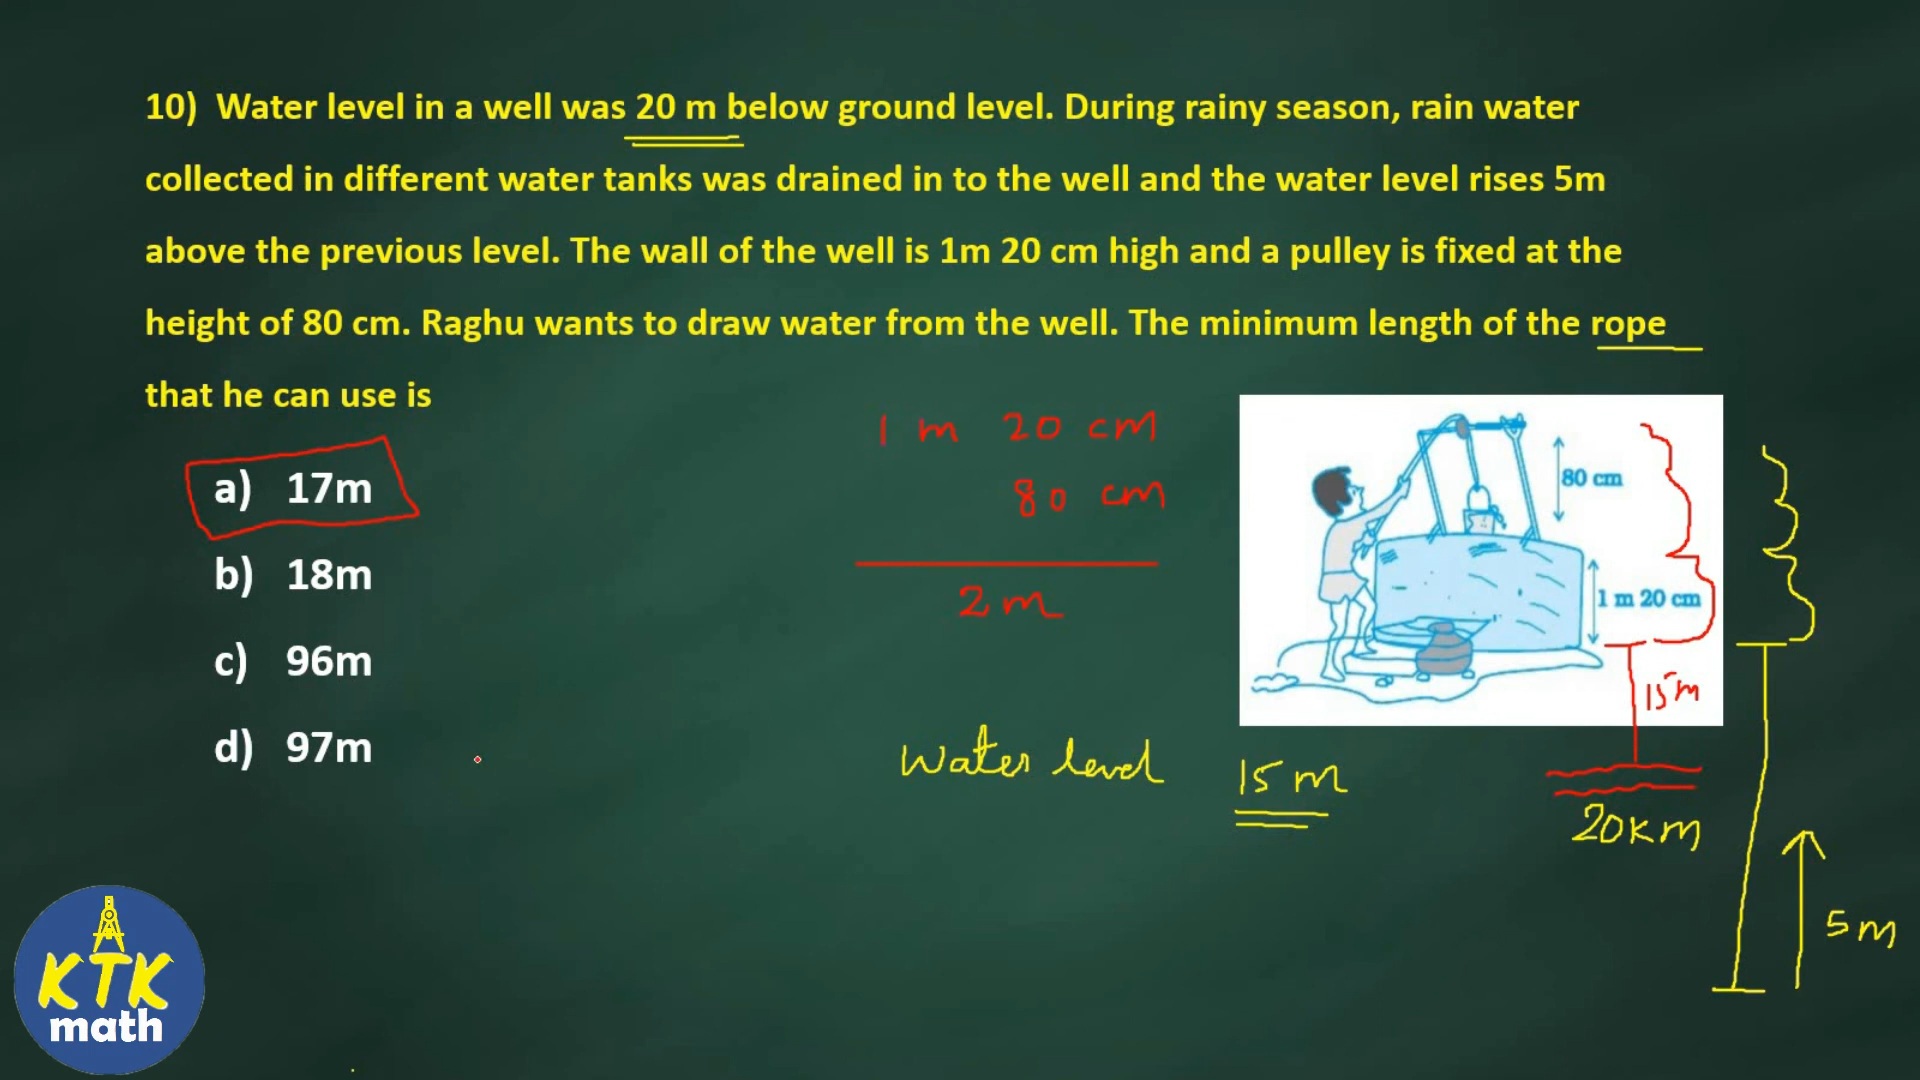 10) Water level in a well was 20 m below ground level. During rainy season, rain water
collected in different water tanks was drained in to the well and the water level rises 5m
above the previous level. The wall of the well is 1m 20 cm high and a pulley is fixed at the
height of 80 cm. Raghu wants to draw water from the well. The minimum length of the rope
that he can use is
a) 17m
b) 18m
c) 96m
d) 97m
1 m 20 cm
80 cm
2 m
80 cm
1 m 20 cm
15m
Water level 15 m
20Km
5m
KTK
math